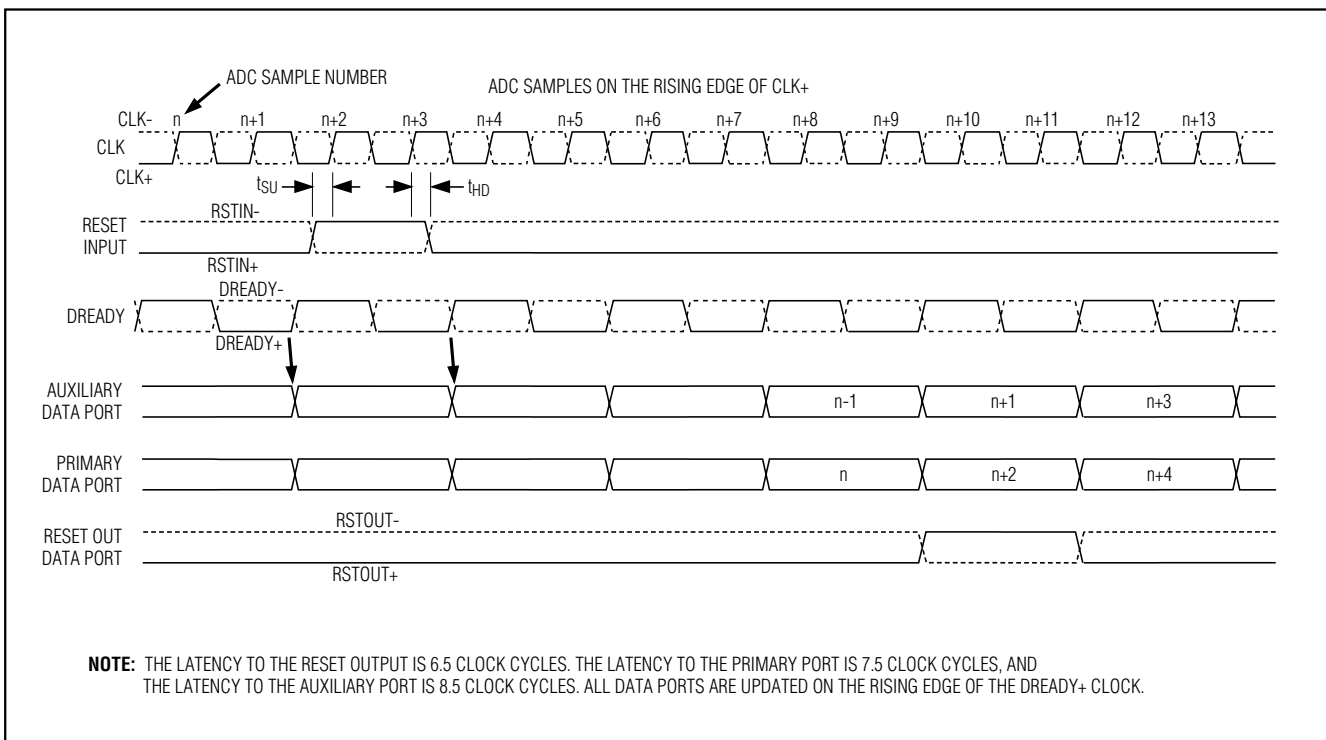 ADC SAMPLE NUMBER
ADC SAMPLES ON THE RISING EDGE OF CLK+
CLK-
n n+1 n+2 n+3 n+4 n+5 n+6 n+7 n+8 n+9 n+10 n+11 n+12 n+13
CLK
CLK+
tSU
tHD
RSTIN-
RESET
INPUT
RSTIN+
DREADY-
DREADY
DREADY+
AUXILIARY
DATA PORT
n-1 n+1 n+3
PRIMARY
DATA PORT
n n+2 n+4
RSTOUT-
RESET OUT
DATA PORT
RSTOUT+
NOTE: THE LATENCY TO THE RESET OUTPUT IS 6.5 CLOCK CYCLES. THE LATENCY TO THE PRIMARY PORT IS 7.5 CLOCK CYCLES, AND
THE LATENCY TO THE AUXILIARY PORT IS 8.5 CLOCK CYCLES. ALL DATA PORTS ARE UPDATED ON THE RISING EDGE OF THE DREADY+ CLOCK.